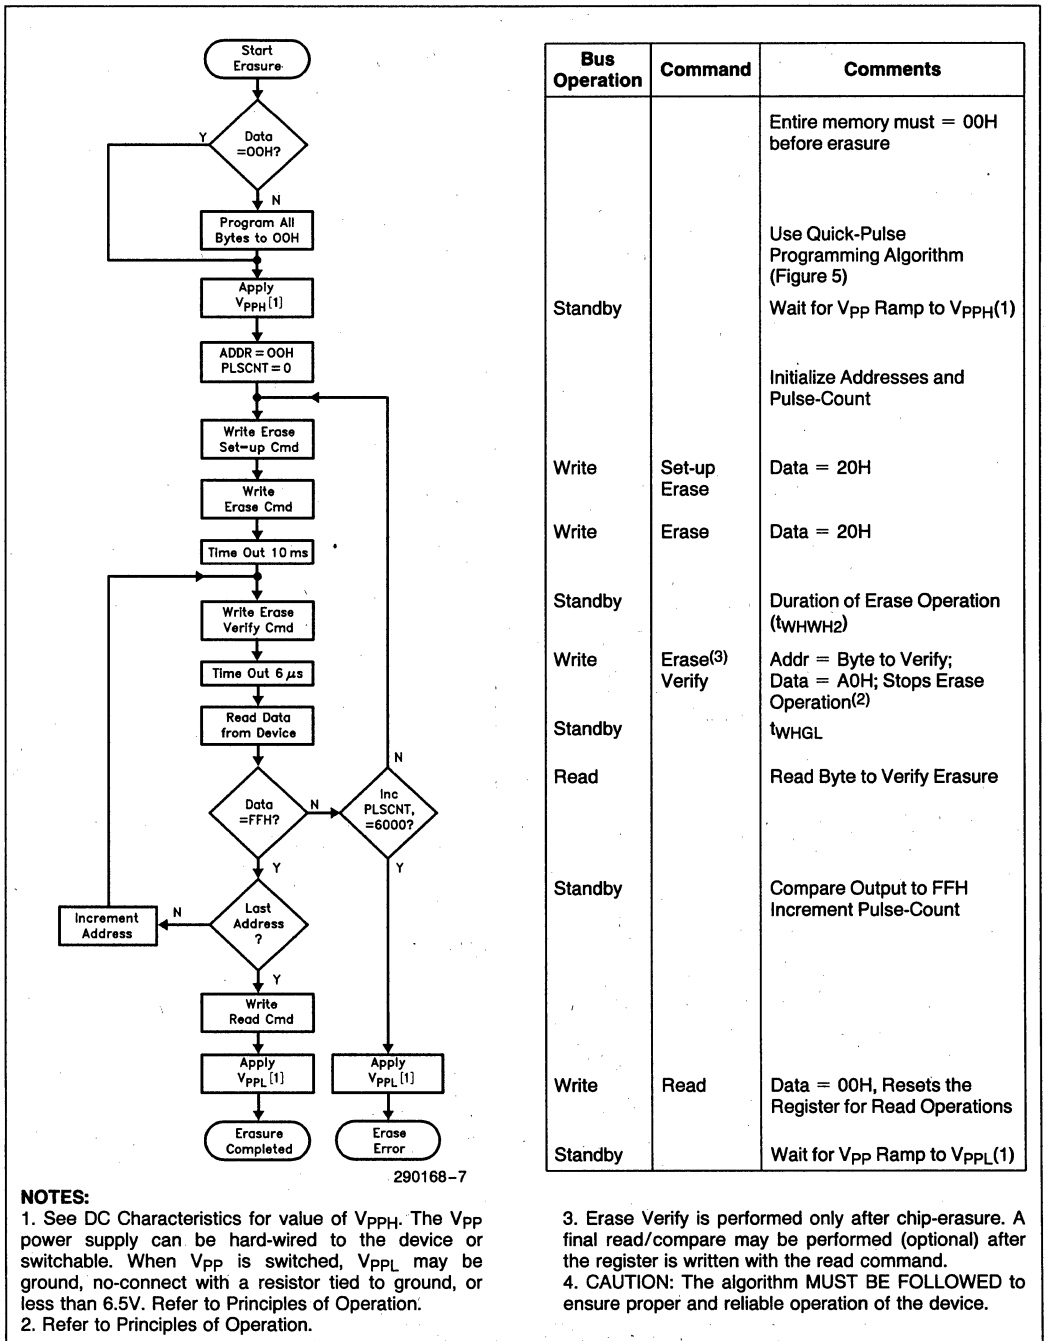 Start
Erasure
Data
=00H?
Y
N
Program All
Bytes to 00H
Apply
VPPH[1]
ADDR = 00H
PLSCNT = 0
Write Erase
Set-up Cmd
Write
Erase Cmd
Time Out 10 ms
Write Erase
Verify Cmd
Time Out 6 µs
Read Data
from Device
Data
=FFH?
N
Y
Inc
PLSCNT,
=6000?
N
Y
Last
Address
?
N
Y
Increment
Address
Write
Read Cmd
Apply
VPPL[1]
Apply
VPPL[1]
Erasure
Completed
Erase
Error
290168-7
Bus
Operation
Command
Comments
Entire memory must = 00H
before erasure
Use Quick-Pulse
Programming Algorithm
(Figure 5)
Standby Wait for VPP Ramp to VPPH(1)
Initialize Addresses and
Pulse-Count
Write Set-up Data = 20H
Erase
Write Erase Data = 20H
Standby Duration of Erase Operation
(tWHWH2)
Write Erase(3) Addr = Byte to Verify;
Verify Data = A0H; Stops Erase
Operation(2)
Standby tWHGL
Read Read Byte to Verify Erasure
Standby Compare Output to FFH
Increment Pulse-Count
Write Read Data = 00H, Resets the
Register for Read Operations
Standby Wait for VPP Ramp to VPPL(1)
NOTES:
1. See DC Characteristics for value of VPPH. The VPP
power supply can be hard-wired to the device or
switchable. When VPP is switched, VPPL may be
ground, no-connect with a resistor tied to ground, or
less than 6.5V. Refer to Principles of Operation.
2. Refer to Principles of Operation.
3. Erase Verify is performed only after chip-erasure. A
final read/compare may be performed (optional) after
the register is written with the read command.
4. CAUTION: The algorithm MUST BE FOLLOWED to
ensure proper and reliable operation of the device.